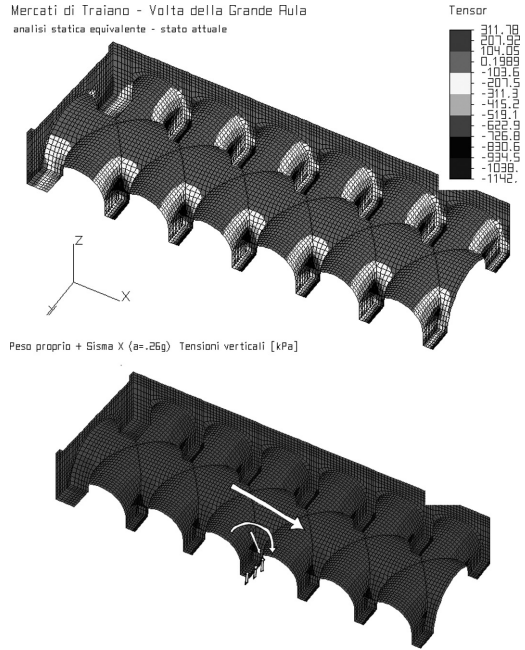 Mercati di Traiano - Volta della Grande Aula
analisi statica equivalente - stato attuale
Tensor
311.78
207.92
104.05
0.1989
-103.6
-207.5
-311.3
-415.2
-519.1
-622.9
-726.8
-830.6
-934.5
-1038.
-1142.
Z
X
Y
Peso proprio + Sisma X (a=.26g) Tensioni verticali [kPa]